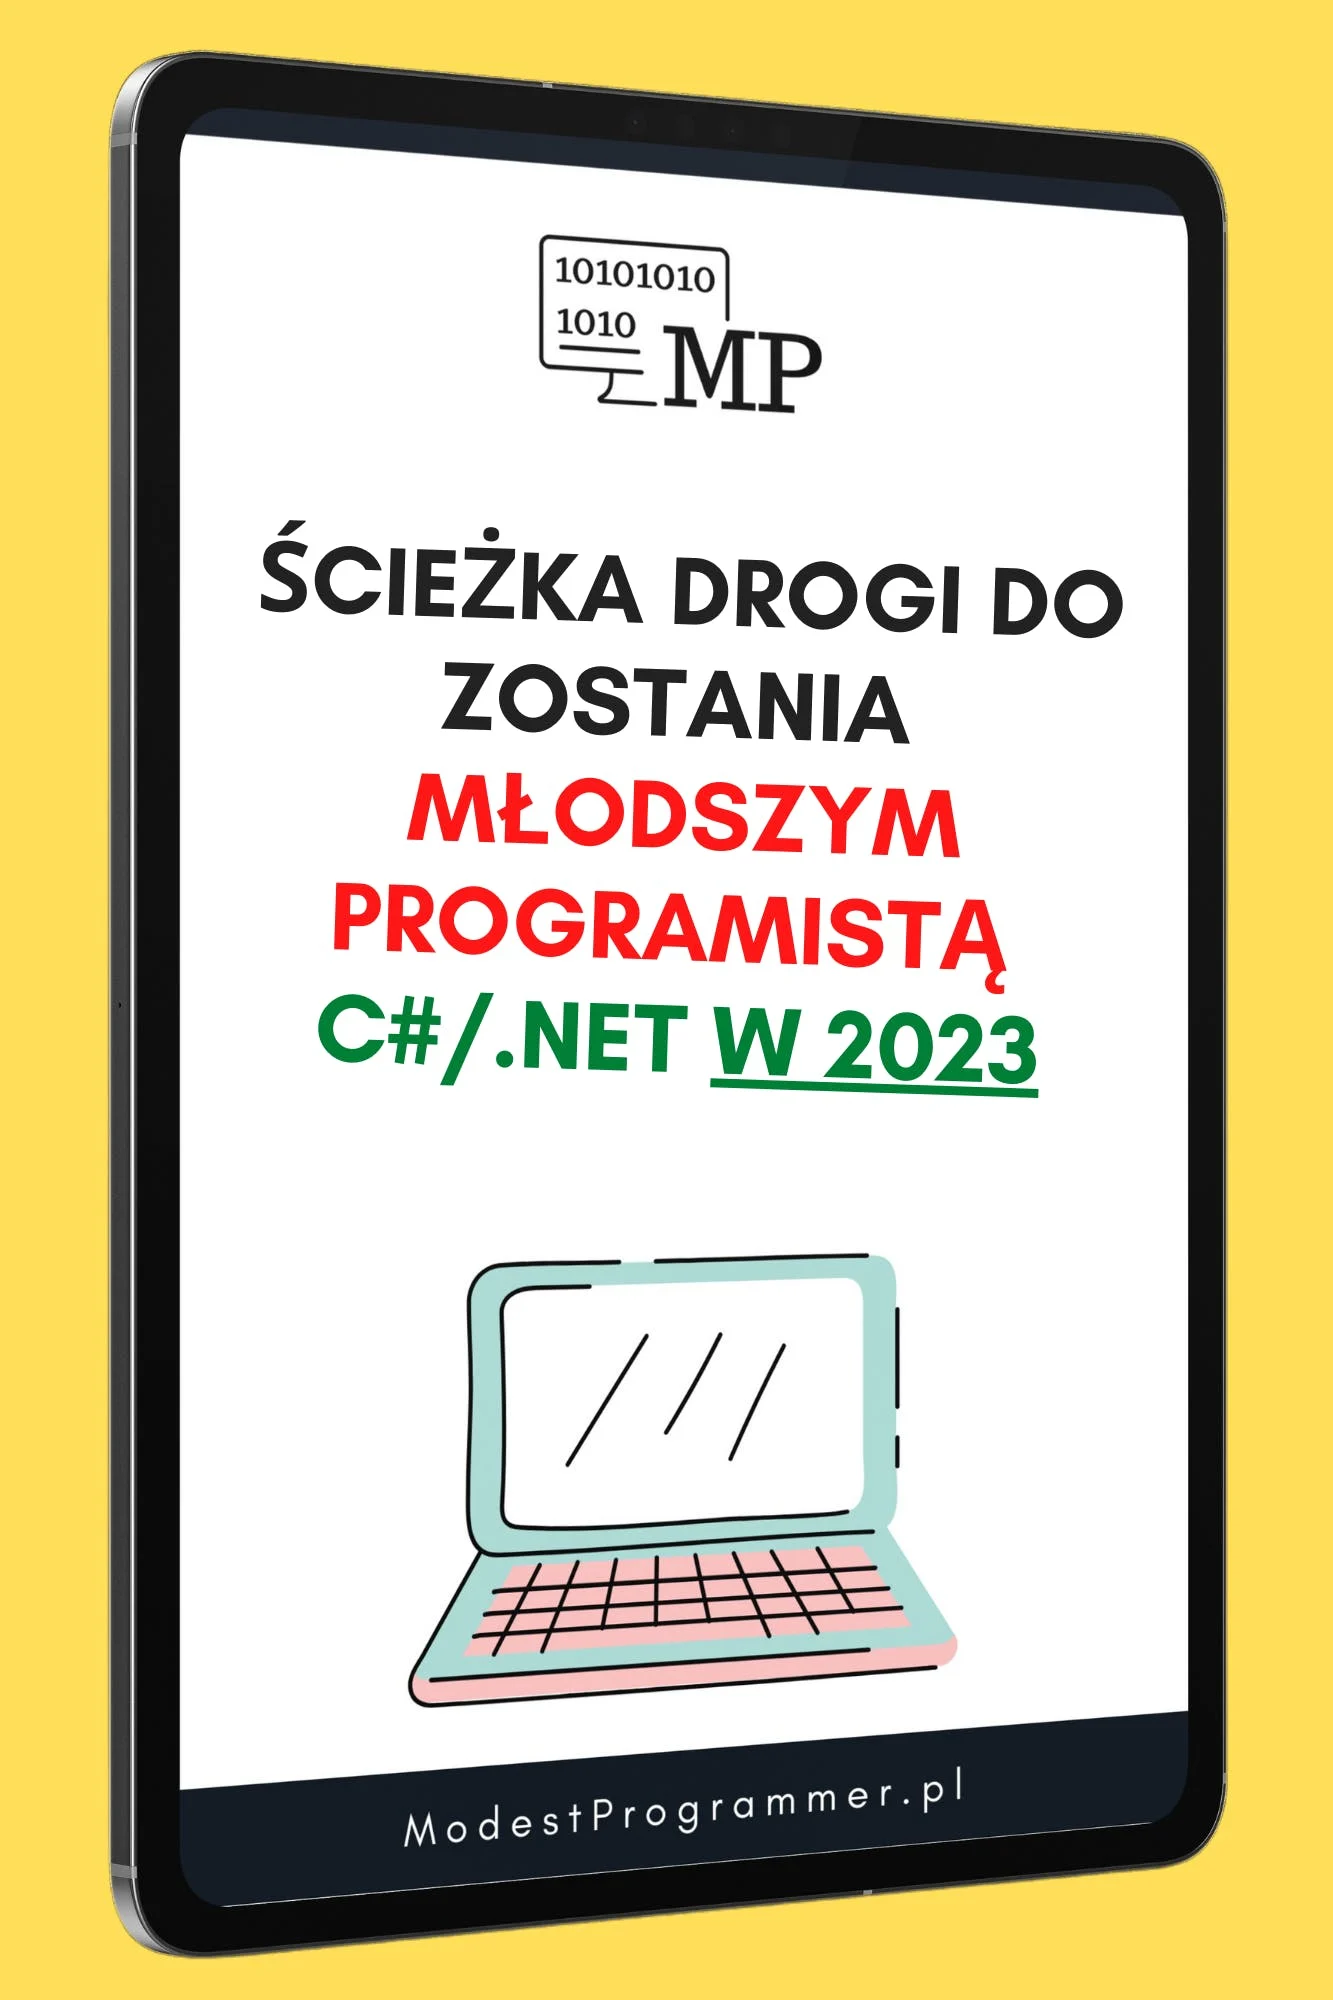 10101010
1010
MP
ŚCIEŻKA DROGI DO
ZOSTANIA
MŁODSZYM
PROGRAMISTĄ
C#/.NET W 2023
ModestProgrammer.pl